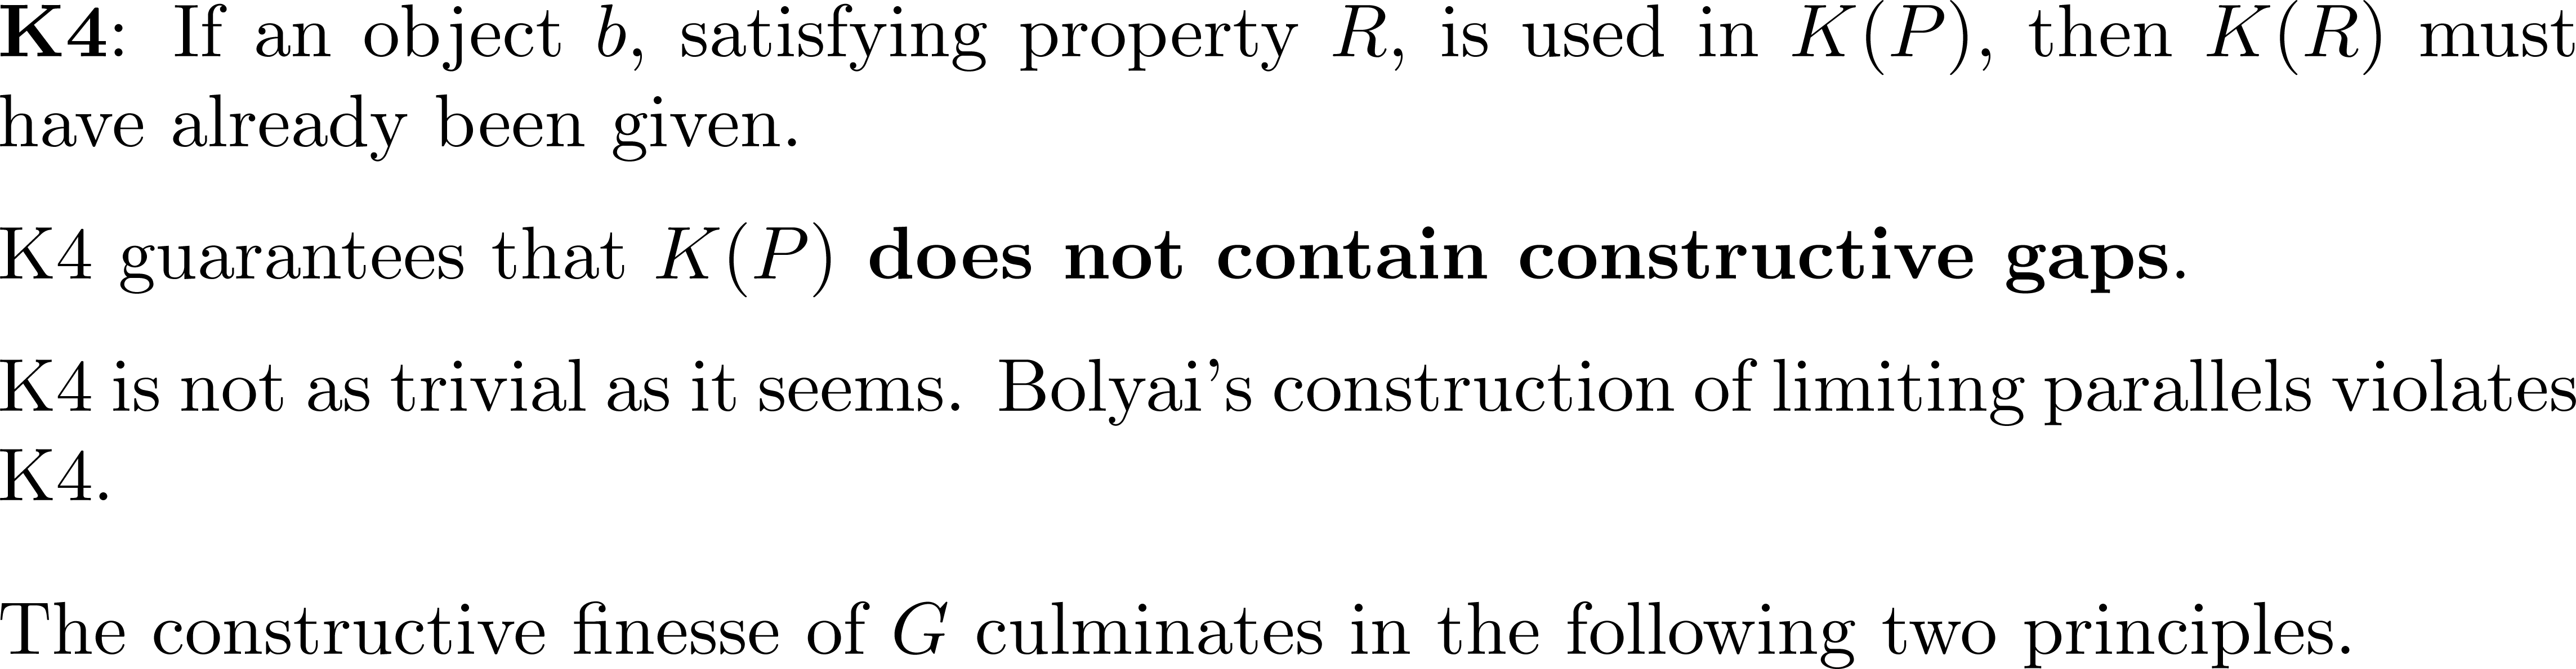 K4: If an object b, satisfying property R, is used in K(P), then K(R) must
have already been given.
K4 guarantees that K(P) does not contain constructive gaps.
K4 is not as trivial as it seems. Bolyai's construction of limiting parallels violates
K4.
The constructive finesse of G culminates in the following two principles.